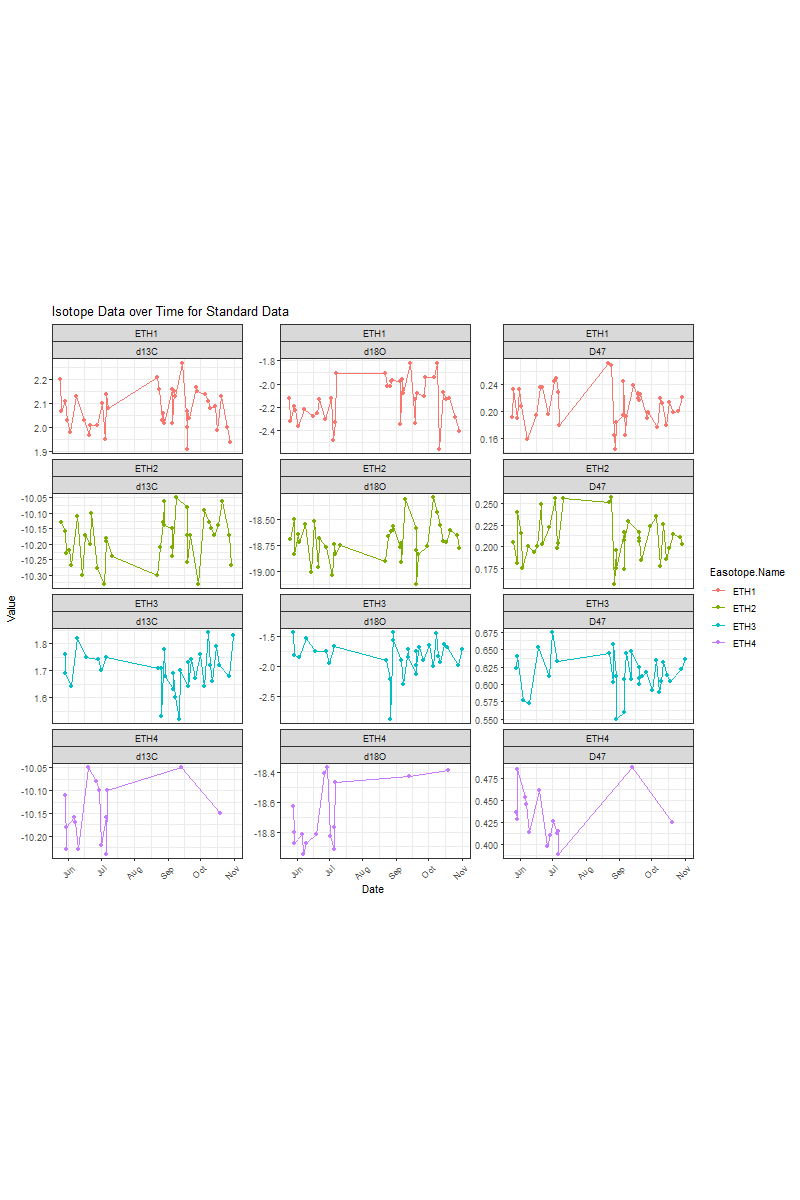 Isotope Data over Time for Standard Data
ETH1 ETH1 ETH1
d13C d18O D47
2.2 2.1 2.0 1.9
-1.8 -2.0 -2.2 -2.4
0.24 0.20 0.16
ETH2 ETH2 ETH2
d13C d18O D47
-10.05 -10.10 -10.15 -10.20 -10.25 -10.30
-18.50 -18.75 -19.00
0.250 0.225 0.200 0.175
ETH3 ETH3 ETH3
d13C d18O D47
1.8 1.7 1.6
-1.5 -2.0 -2.5
0.675 0.650 0.625 0.600 0.575 0.550
ETH4 ETH4 ETH4
d13C d18O D47
-10.05 -10.10 -10.15 -10.20
-18.4 -18.6 -18.8
0.475 0.450 0.425 0.400
Jun Jul Aug Sep Oct Nov Jun Jul Aug Sep Oct Nov Jun Jul Aug Sep Oct Nov
Date
Value
Easotope.Name
ETH1
ETH2
ETH3
ETH4